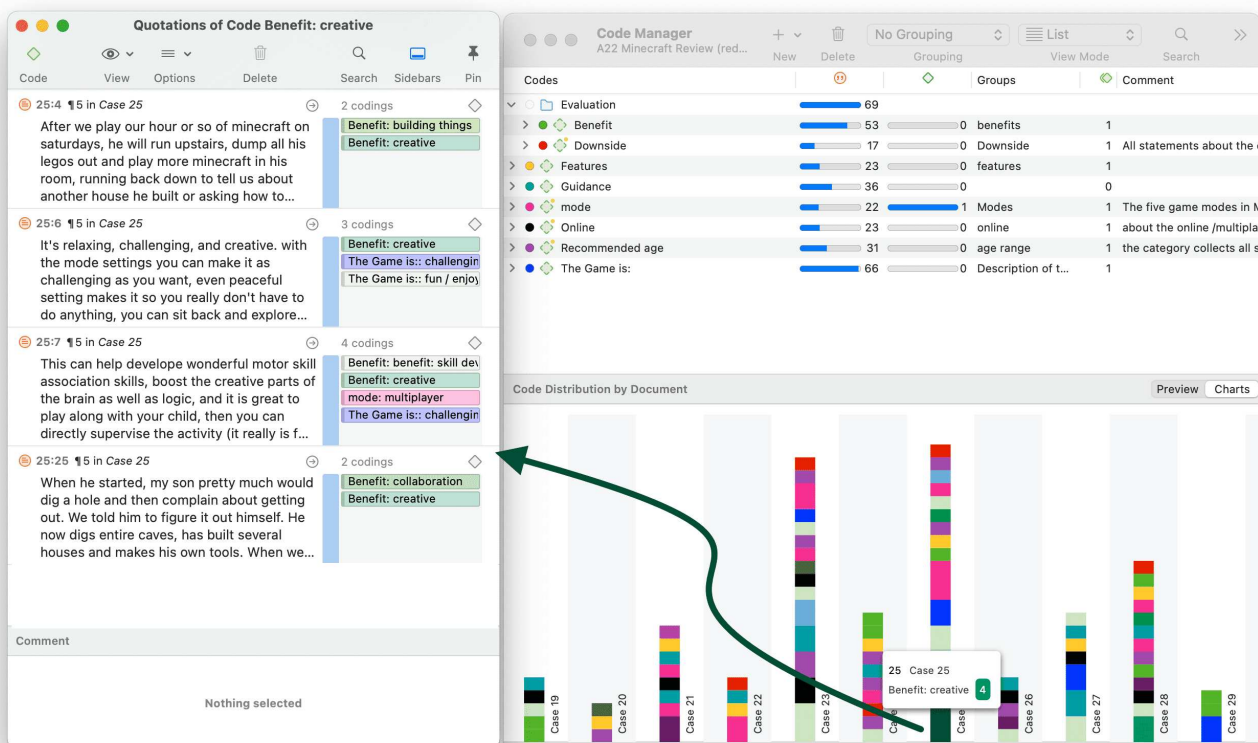 Quotations of Code Benefit: creative
Code
View
Options
Delete
Search
Sidebars
Pin
25:4 ¶5 in Case 25
2 codings
After we play our hour or so of minecraft on
saturdays, he will run upstairs, dump all his
legos out and play more minecraft in his
room, running back down to tell us about
another house he built or asking how to...
Benefit: building things
Benefit: creative
25:6 ¶5 in Case 25
3 codings
It's relaxing, challenging, and creative. with
the mode settings you can make it as
challenging as you want, even peaceful
setting makes it so you really don't have to
do anything, you can sit back and explore...
Benefit: creative
The Game is:: challengin
The Game is:: fun / enjoy
25:7 ¶5 in Case 25
4 codings
This can help develope wonderful motor skill
association skills, boost the creative parts of
the brain as well as logic, and it is great to
play along with your child, then you can
directly supervise the activity (it really is f...
Benefit: benefit: skill dev
Benefit: creative
mode: multiplayer
The Game is:: challengin
25:25 ¶5 in Case 25
2 codings
When he started, my son pretty much would
dig a hole and then complain about getting
out. We told him to figure it out himself. He
now digs entire caves, has built several
houses and makes his own tools. When we...
Benefit: collaboration
Benefit: creative
Comment
Nothing selected
Code Manager
A22 Minecraft Review (red...
New
Delete
No Grouping
Grouping
List
View Mode
Search
Codes
Groups
Comment
Evaluation 69
Benefit 53 0 benefits 1
Downside 17 0 Downside 1 All statements about the
Features 23 0 features 1
Guidance 36 0 0
mode 22 1 Modes 1 The five game modes in M
Online 23 0 online 1 about the online /multipla
Recommended age 31 0 age range 1 the category collects all s
The Game is: 66 0 Description of t... 1
Code Distribution by Document
Preview
Charts
25 Case 25
Benefit: creative 4
Case 19
Case 20
Case 21
Case 22
Case 23
Case
Case 26
Case 27
Case 28
Case 29